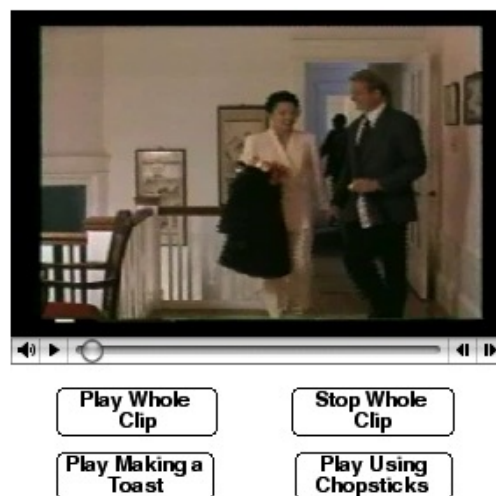 Play Whole
Clip
Stop Whole
Clip
Play Making a
Toast
Play Using
Chopsticks